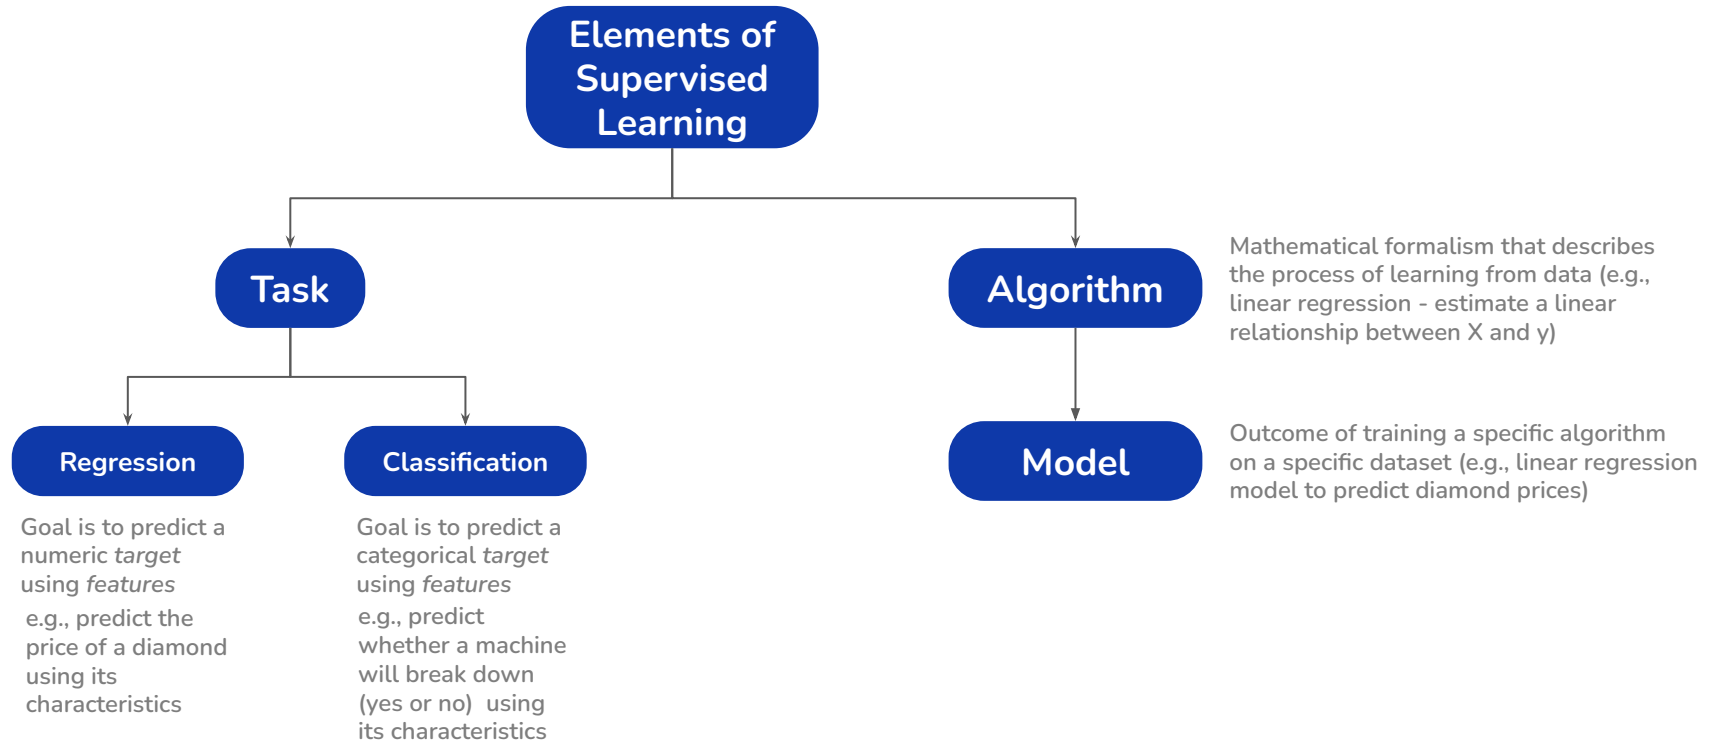 Elements of
Supervised
Learning
Task
Algorithm
Mathematical formalism that describes
the process of learning from data (e.g.,
linear regression - estimate a linear
relationship between X and y)
Regression
Classification
Model
Outcome of training a specific algorithm
on a specific dataset (e.g., linear regression
model to predict diamond prices)
Goal is to predict a
numeric target
using features
e.g., predict the
price of a diamond
using its
characteristics
Goal is to predict a
categorical target
using features
e.g., predict
whether a machine
will break down
(yes or no) using
its characteristics